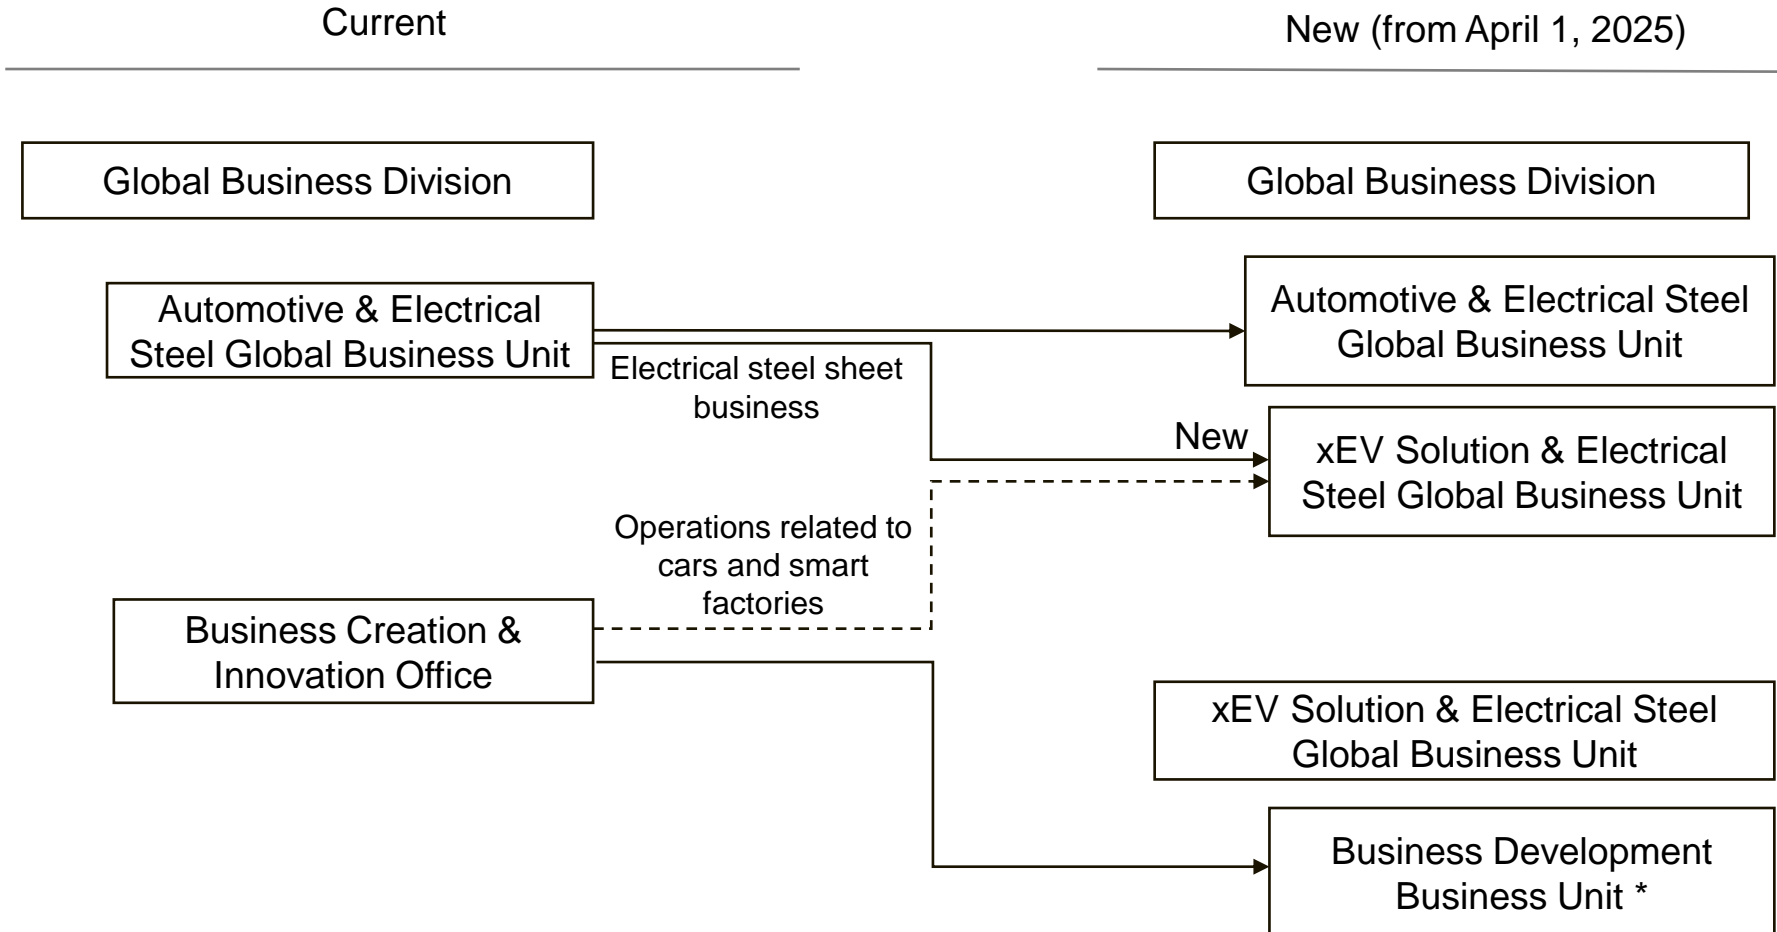 Current
New (from April 1, 2025)
Global Business Division
Global Business Division
Automotive & Electrical
Steel Global Business Unit
Automotive & Electrical Steel
Global Business Unit
Electrical steel sheet
business
New
xEV Solution & Electrical
Steel Global Business Unit
Operations related to
cars and smart
factories
Business Creation &
Innovation Office
xEV Solution & Electrical Steel
Global Business Unit
Business Development
Business Unit *